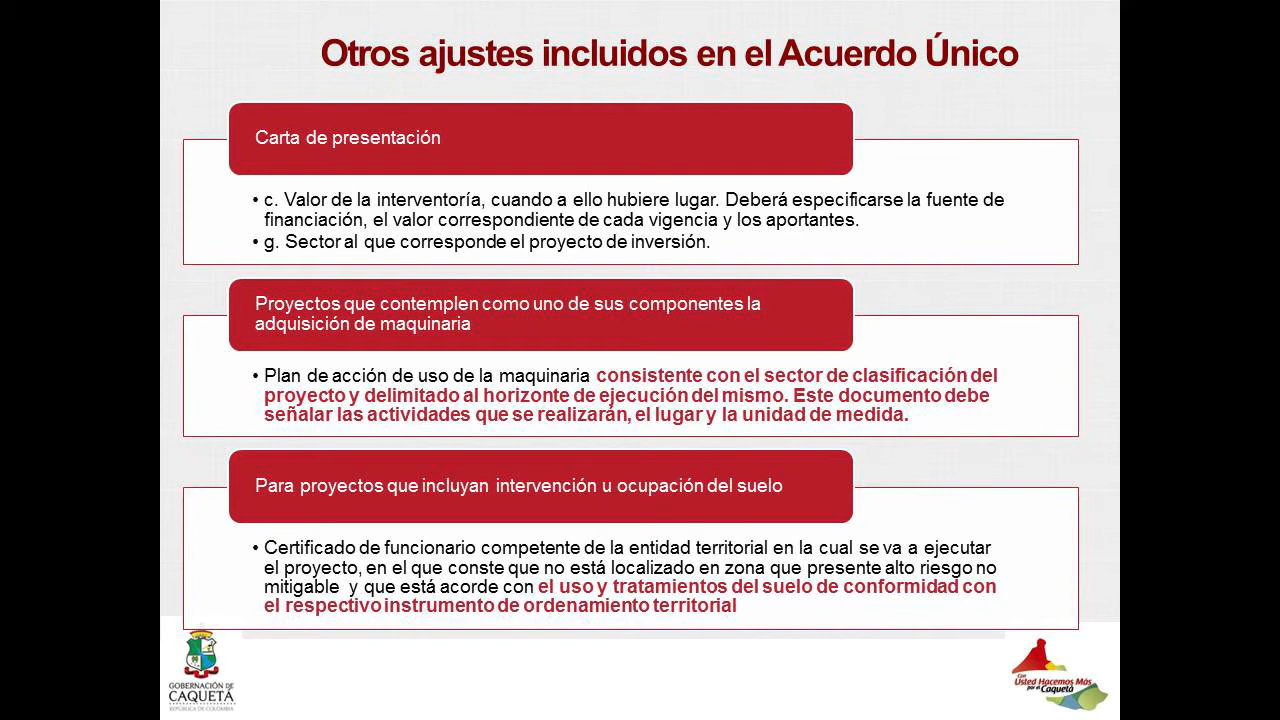 Otros ajustes incluidos en el Acuerdo Único
Carta de presentación
• c. Valor de la interventoría, cuando a ello hubiere lugar. Deberá especificarse la fuente de
financiación, el valor correspondiente de cada vigencia y los aportantes.
• g. Sector al que corresponde el proyecto de inversión.
Proyectos que contemplen como uno de sus componentes la
adquisición de maquinaria
• Plan de acción de uso de la maquinaria consistente con el sector de clasificación del
proyecto y delimitado al horizonte de ejecución del mismo. Este documento debe
señalar las actividades que se realizarán, el lugar y la unidad de medida.
Para proyectos que incluyan intervención u ocupación del suelo
• Certificado de funcionario competente de la entidad territorial en la cual se va a ejecutar
el proyecto, en el que conste que no está localizado en zona que presente alto riesgo no
mitigable y que está acorde con el uso y tratamientos del suelo de conformidad con
el respectivo instrumento de ordenamiento territorial
GOBERNACIÓN DE
CAQUETÁ
REPÚBLICA DE COLOMBIA
Con
Usted Hacemos Más
por el Caquetá